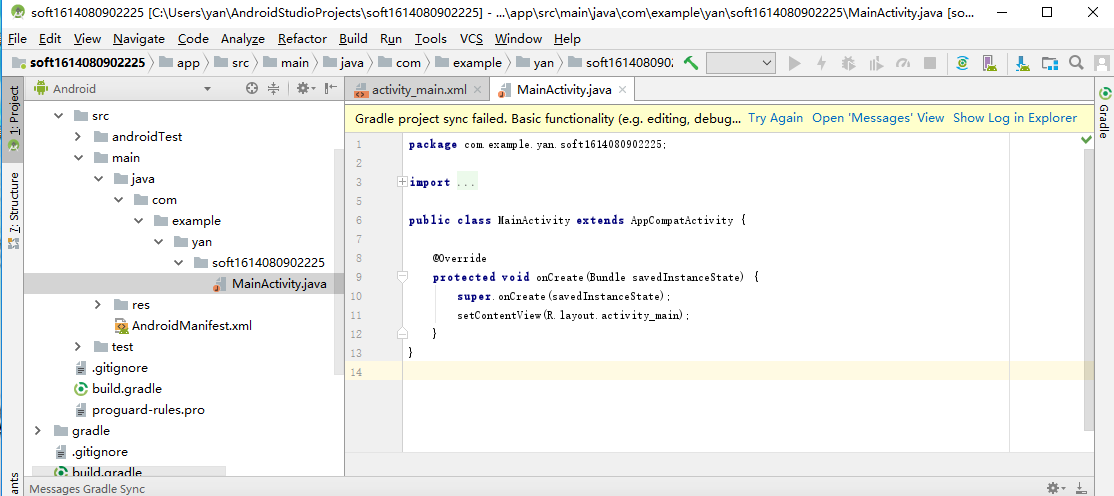 soft1614080902225 [C:\Users\yan\AndroidStudioProjects\soft1614080902225] - ...\app\src\main\java\com\example\yan\soft1614080902225\MainActivity.java [so...
File Edit View Navigate Code Analyze Refactor Build Run Tools VCS Window Help
soft1614080902225 app src main java com example yan soft161408090
Android
activity_main.xml
MainActivity.java
1: Project
7: Structure
Gradle
src
androidTest
main
java
com
example
yan
soft1614080902225
MainActivity.java
res
AndroidManifest.xml
test
.gitignore
build.gradle
proguard-rules.pro
gradle
.gitignore
build.gradle
Gradle project sync failed. Basic functionality (e.g. editing, debug... Try Again Open 'Messages' View Show Log in Explorer
1 package com.example.yan.soft1614080902225;
2
3 import ...
5
6 public class MainActivity extends AppCompatActivity {
7
8 @Override
9 protected void onCreate(Bundle savedInstanceState) {
10 super.onCreate(savedInstanceState);
11 setContentView(R.layout.activity_main);
12 }
13 }
14
Messages Gradle Sync